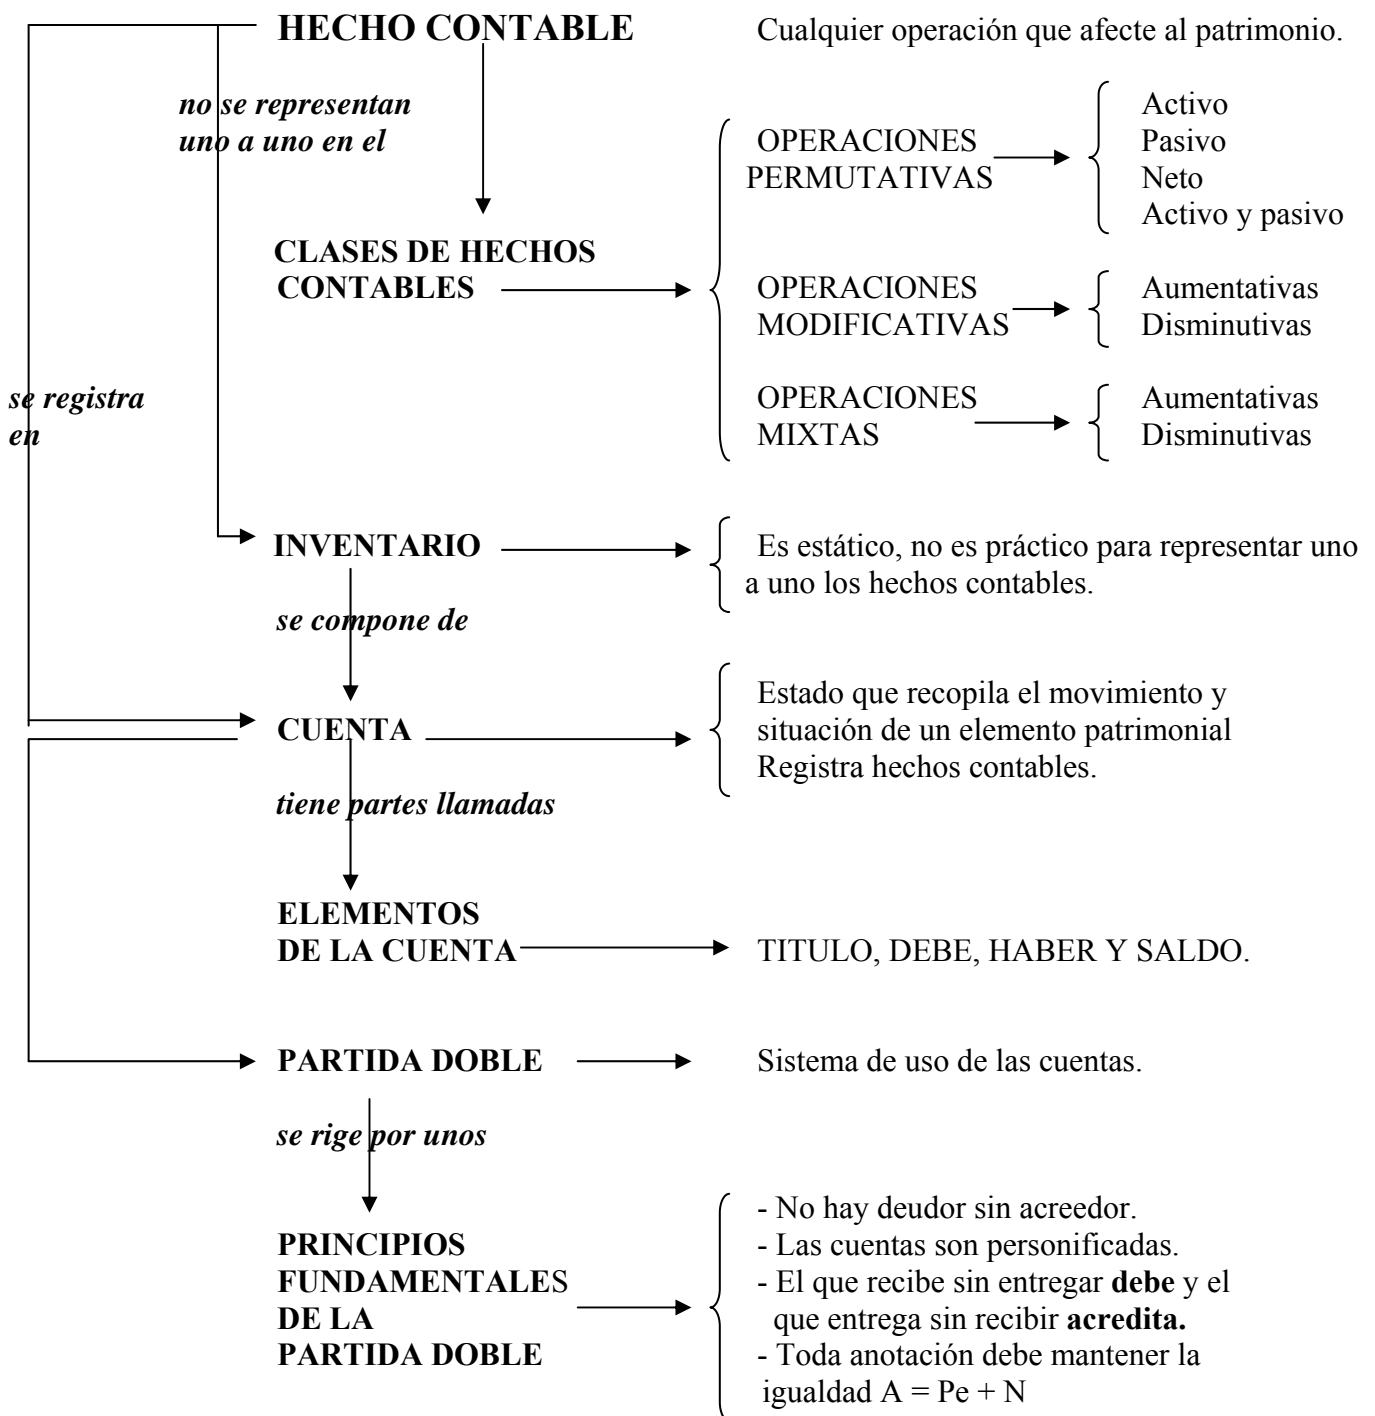 HECHO CONTABLE
Cualquier operación que afecte al patrimonio.
no se representan
uno a uno en el
OPERACIONES
PERMUTATIVAS
Activo
Pasivo
Neto
Activo y pasivo
CLASES DE HECHOS
CONTABLES
OPERACIONES
MODIFICATIVAS
Aumentativas
Disminutivas
se registra
en
OPERACIONES
MIXTAS
Aumentativas
Disminutivas
INVENTARIO
Es estático, no es práctico para representar uno
a uno los hechos contables.
se compone de
CUENTA
Estado que recopila el movimiento y
situación de un elemento patrimonial
Registra hechos contables.
tiene partes llamadas
ELEMENTOS
DE LA CUENTA
TITULO, DEBE, HABER Y SALDO.
PARTIDA DOBLE
Sistema de uso de las cuentas.
se rige por unos
PRINCIPIOS
FUNDAMENTALES
DE LA
PARTIDA DOBLE
- No hay deudor sin acreedor.
- Las cuentas son personificadas.
- El que recibe sin entregar debe y el
que entrega sin recibir acredita.
- Toda anotación debe mantener la
igualdad A = Pe + N